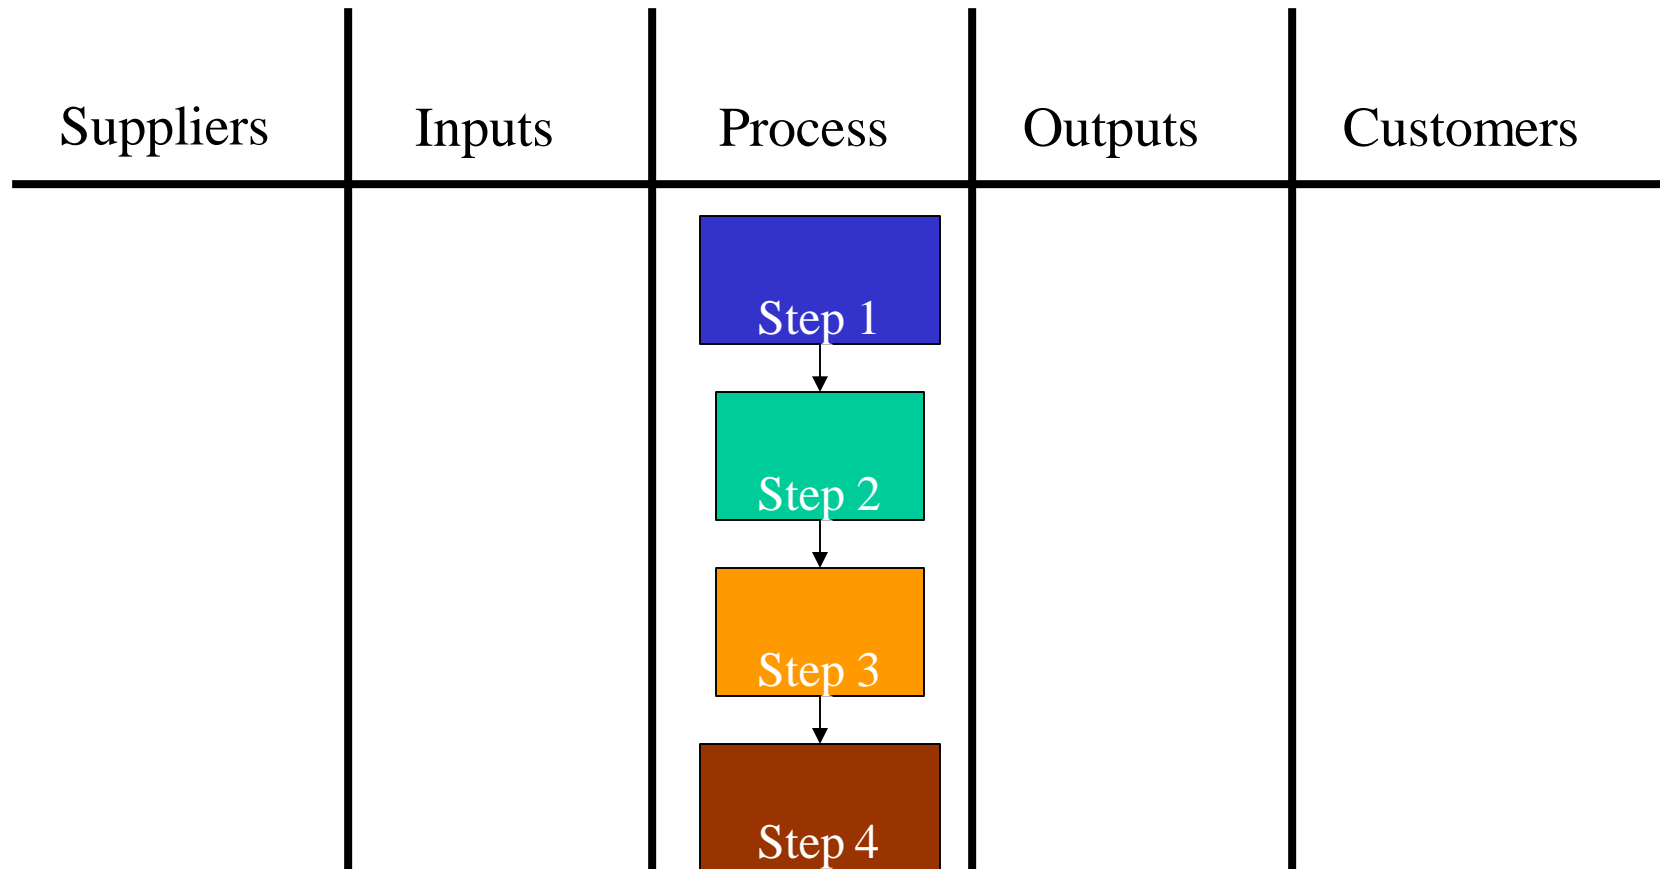 Suppliers Inputs Process Outputs Customers
Step 1
Step 2
Step 3
Step 4